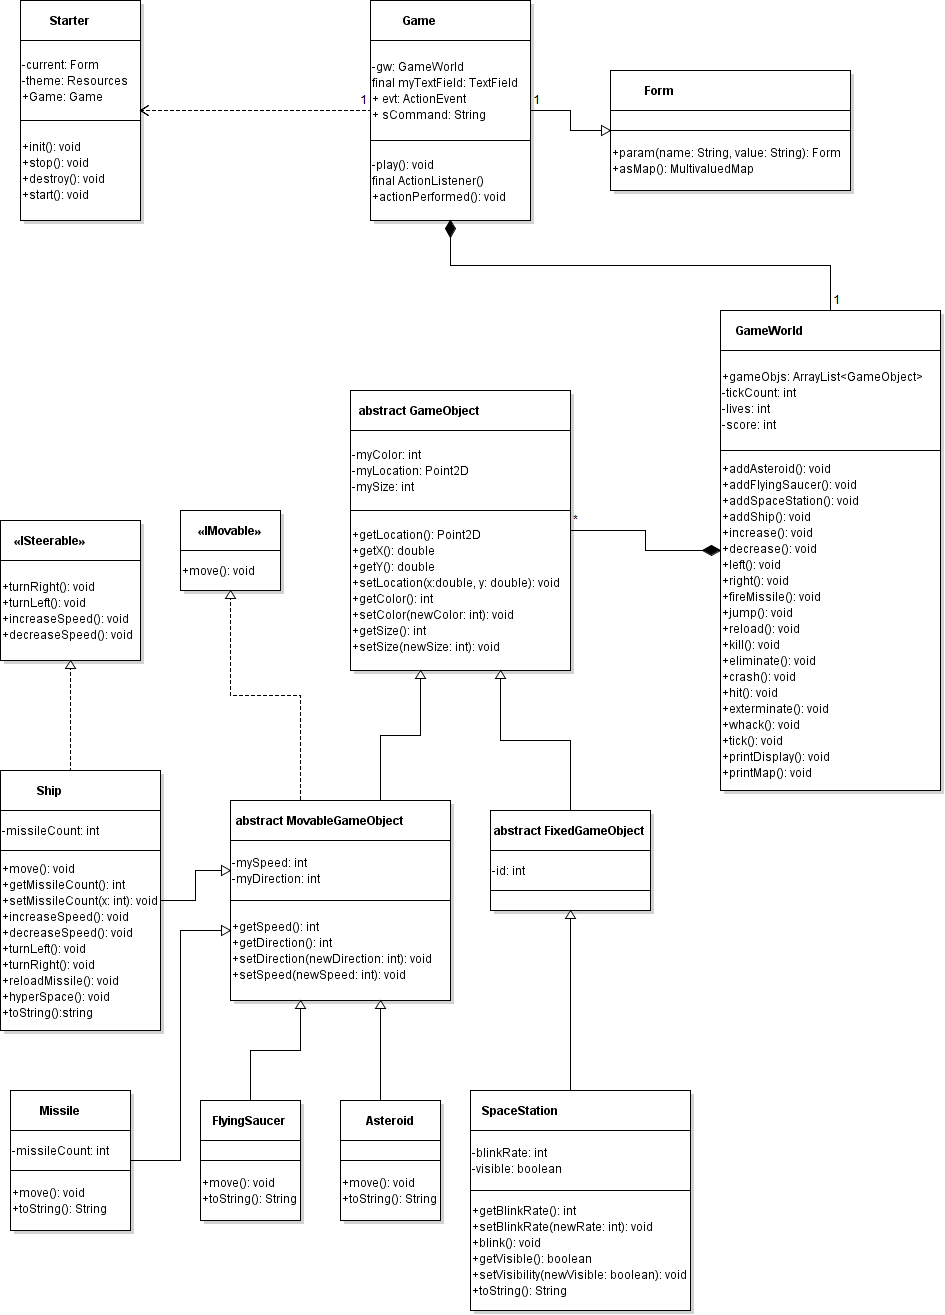 Starter
-current: Form
-theme: Resources
+Game: Game
+init(): void
+stop(): void
+destroy(): void
+start(): void
1
Game
-gw: GameWorld
final myTextField: TextField
+ evt: ActionEvent
+ sCommand: String
-play(): void
final ActionListener()
+actionPerformed(): void
1
Form
+param(name: String, value: String): Form
+asMap(): MultivaluedMap
1
GameWorld
+gameObjs: ArrayList<GameObject>
-tickCount: int
-lives: int
-score: int
+addAsteroid(): void
+addFlyingSaucer(): void
+addSpaceStation(): void
+addShip(): void
+increase(): void
+decrease(): void
+left(): void
+right(): void
+fireMissile(): void
+jump(): void
+reload(): void
+kill(): void
+eliminate(): void
+crash(): void
+hit(): void
+exterminate(): void
+whack(): void
+tick(): void
+printDisplay(): void
+printMap(): void
abstract GameObject
-myColor: int
-myLocation: Point2D
-mySize: int
+getLocation(): Point2D
+getX(): double
+getY(): double
+setLocation(x:double, y: double): void
+getColor(): int
+setColor(newColor: int): void
+getSize(): int
+setSize(newSize: int): void
*
«IMovable»
+move(): void
«ISteerable»
+turnRight(): void
+turnLeft(): void
+increaseSpeed(): void
+decreaseSpeed(): void
Ship
-missileCount: int
+move(): void
+getMissileCount(): int
+setMissileCount(x: int): void
+increaseSpeed(): void
+decreaseSpeed(): void
+turnLeft(): void
+turnRight(): void
+reloadMissile(): void
+hyperSpace(): void
+toString():string
abstract MovableGameObject
-mySpeed: int
-myDirection: int
+getSpeed(): int
+getDirection(): int
+setDirection(newDirection: int): void
+setSpeed(newSpeed: int): void
abstract FixedGameObject
-id: int
Missile
-missileCount: int
+move(): void
+toString(): String
FlyingSaucer
+move(): void
+toString(): String
Asteroid
+move(): void
+toString(): String
SpaceStation
-blinkRate: int
-visible: boolean
+getBlinkRate(): int
+setBlinkRate(newRate: int): void
+blink(): void
+getVisible(): boolean
+setVisibility(newVisible: boolean): void
+toString(): String